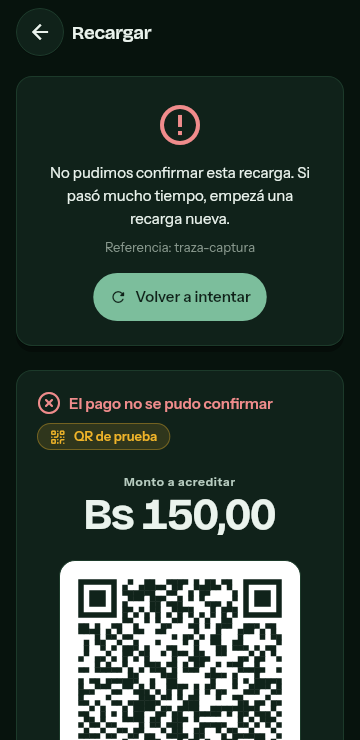 Recargar
No pudimos confirmar esta recarga. Si
pasó mucho tiempo, empezá una
recarga nueva.
Referencia: traza-captura
Volver a intentar
El pago no se pudo confirmar
QR de prueba
Monto a acreditar
Bs 150,00